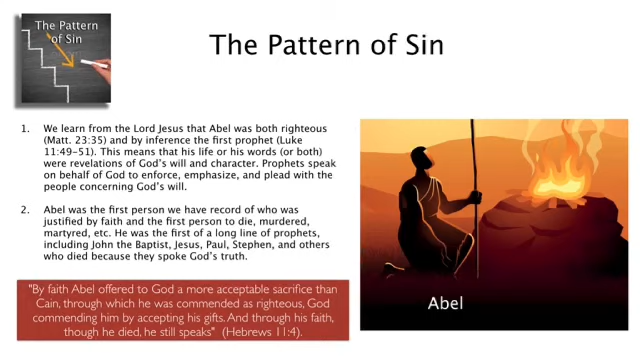 The Pattern
of Sin
The Pattern of Sin
1. We learn from the Lord Jesus that Abel was both righteous
(Matt. 23:35) and by inference the first prophet (Luke
11:49-51). This means that his life or his words (or both)
were revelations of God's will and character. Prophets speak
on behalf of God to enforce, emphasize, and plead with the
people concerning God's will.
2. Abel was the first person we have record of who was
justified by faith and the first person to die, murdered,
martyred, etc. He was the first of a long line of prophets,
including John the Baptist, Jesus, Paul, Stephen, and others
who died because they spoke God's truth.
"By faith Abel offered to God a more acceptable sacrifice than
Cain, through which he was commended as righteous, God
commending him by accepting his gifts. And through his faith,
though he died, he still speaks" (Hebrews 11:4).
Abel